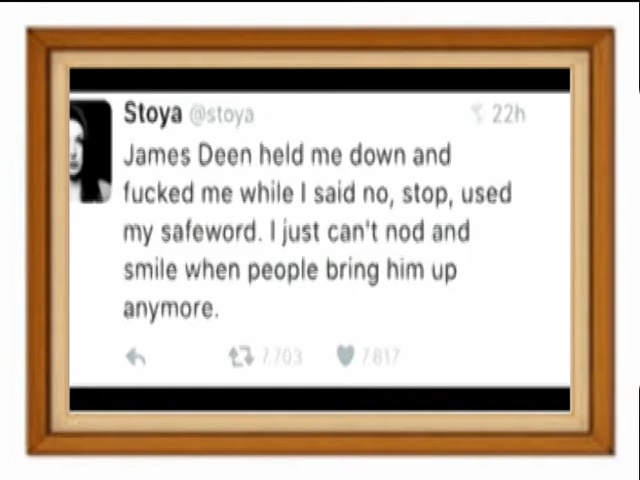 Stoya @stoya 22h
James Deen held me down and
fucked me while I said no, stop, used
my safeword. I just can't nod and
smile when people bring him up
anymore.
7,703 7,817